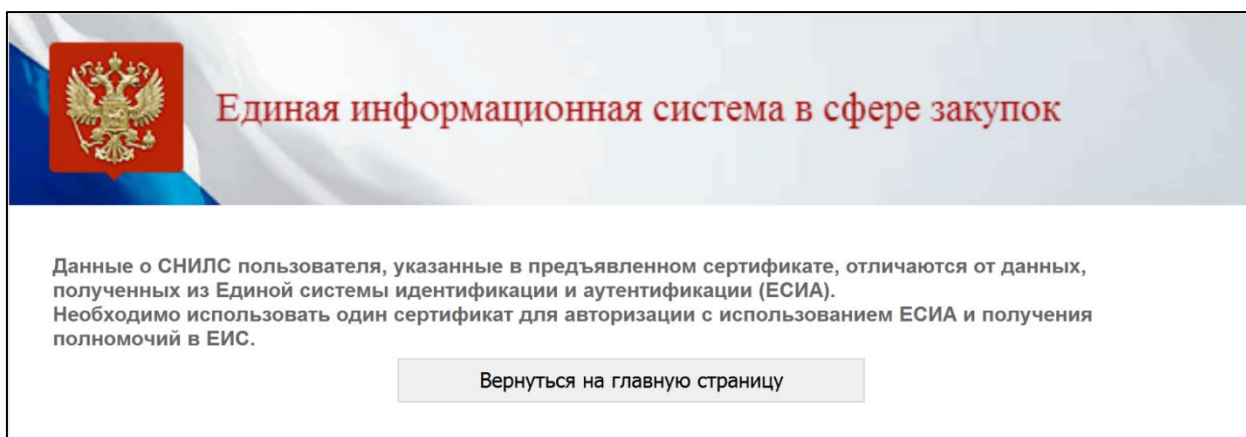 Единая информационная система в сфере закупок
Данные о СНИЛС пользователя, указанные в предъявленном сертификате, отличаются от данных,
полученных из Единой системы идентификации и аутентификации (ЕСИА).
Необходимо использовать один сертификат для авторизации с использованием ЕСИА и получения
полномочий в ЕИС.
Вернуться на главную страницу